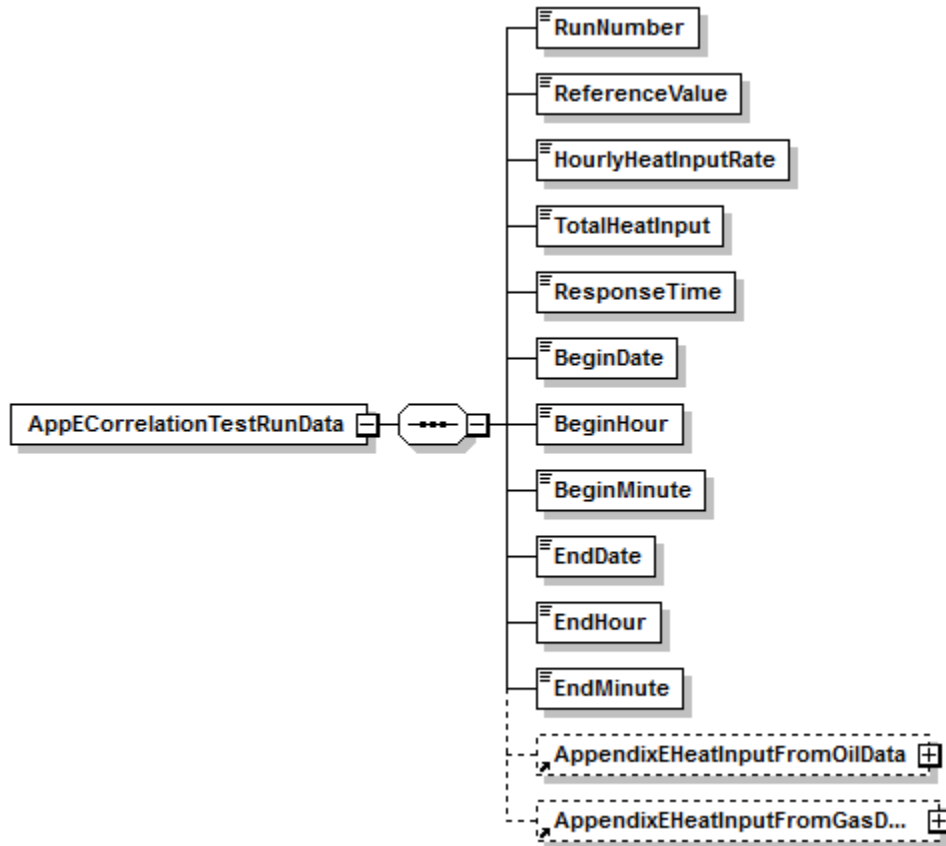 RunNumber
ReferenceValue
HourlyHeatInputRate
TotalHeatInput
ResponseTime
BeginDate
AppECorrelationTestRunData
BeginHour
BeginMinute
EndDate
EndHour
EndMinute
AppendixEHeatInputFromOilData
AppendixEHeatInputFromGasD...